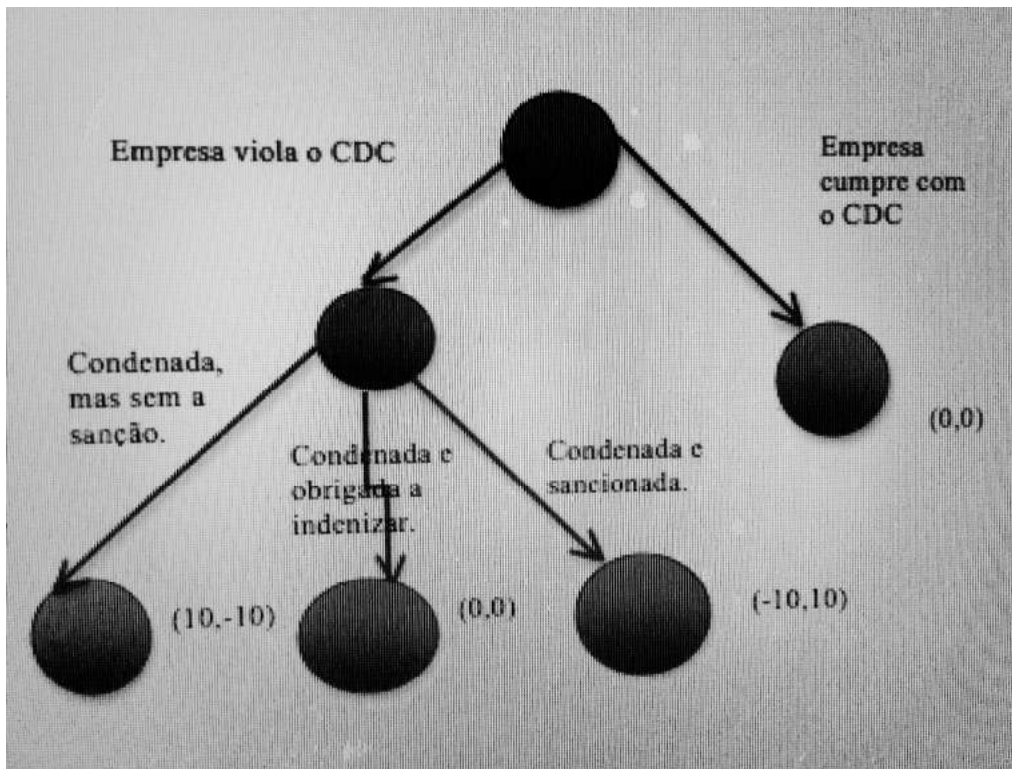 Empresa viola o CDC
Empresa
cumpre com
o CDC
Condenada,
mas sem a
sanção.
Condenada e
obrigada a
indenizar.
Condenada e
sancionada.
(0,0)
(10,-10)
(0,0)
(-10,10)